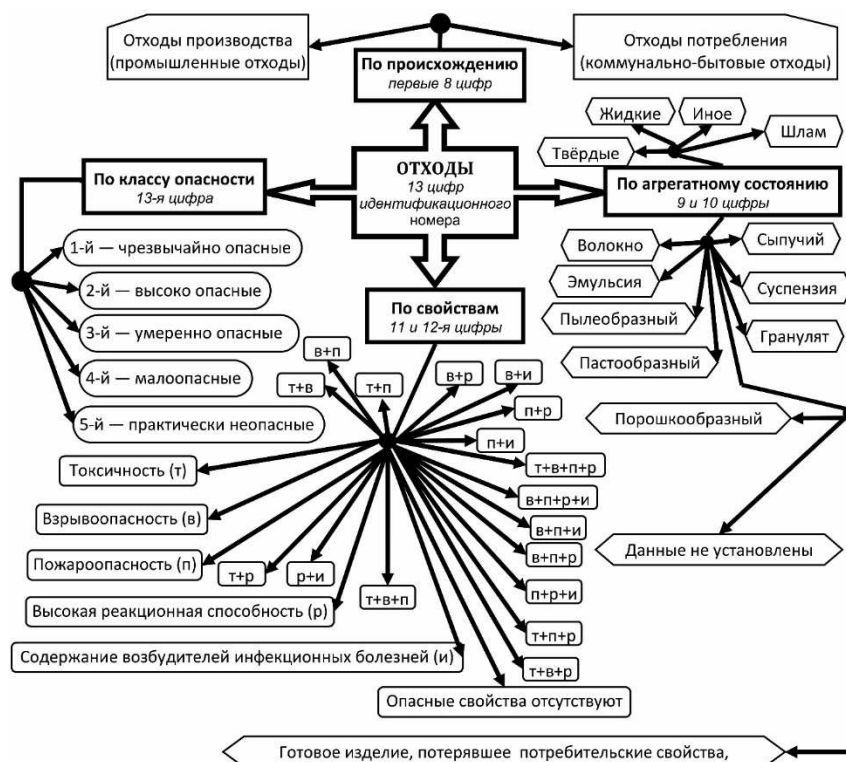 Отходы производства
(промышленные отходы)
Отходы потребления
(коммунально-бытовые отходы)
По происхождению
первые 8 цифр
Жидкие
Иное
Шлам
Твёрдые
ОТХОДЫ
13 цифр
идентификационного
номера
По классу опасности
13-я цифра
По агрегатному состоянию
9 и 10 цифры
1-й — чрезвычайно опасные
2-й — высоко опасные
3-й — умеренно опасные
4-й — малоопасные
5-й — практически неопасные
Волокно
Сыпучий
Эмульсия
Суспензия
Пылеобразный
Гранулят
Пастообразный
Порошкообразный
Данные не установлены
По свойствам
11 и 12-я цифры
в+п
т+в
т+п
в+р
в+и
п+р
п+и
т+в+п+р
в+п+р+и
в+п+и
в+п+р
п+р+и
т+п+р
т+в+р
Токсичность (т)
Взрывоопасность (в)
Пожароопасность (п)
т+р
р+и
т+в+п
Высокая реакционная способность (р)
Содержание возбудителей инфекционных болезней (и)
Опасные свойства отсутствуют
Готовое изделие, потерявшее потребительские свойства,